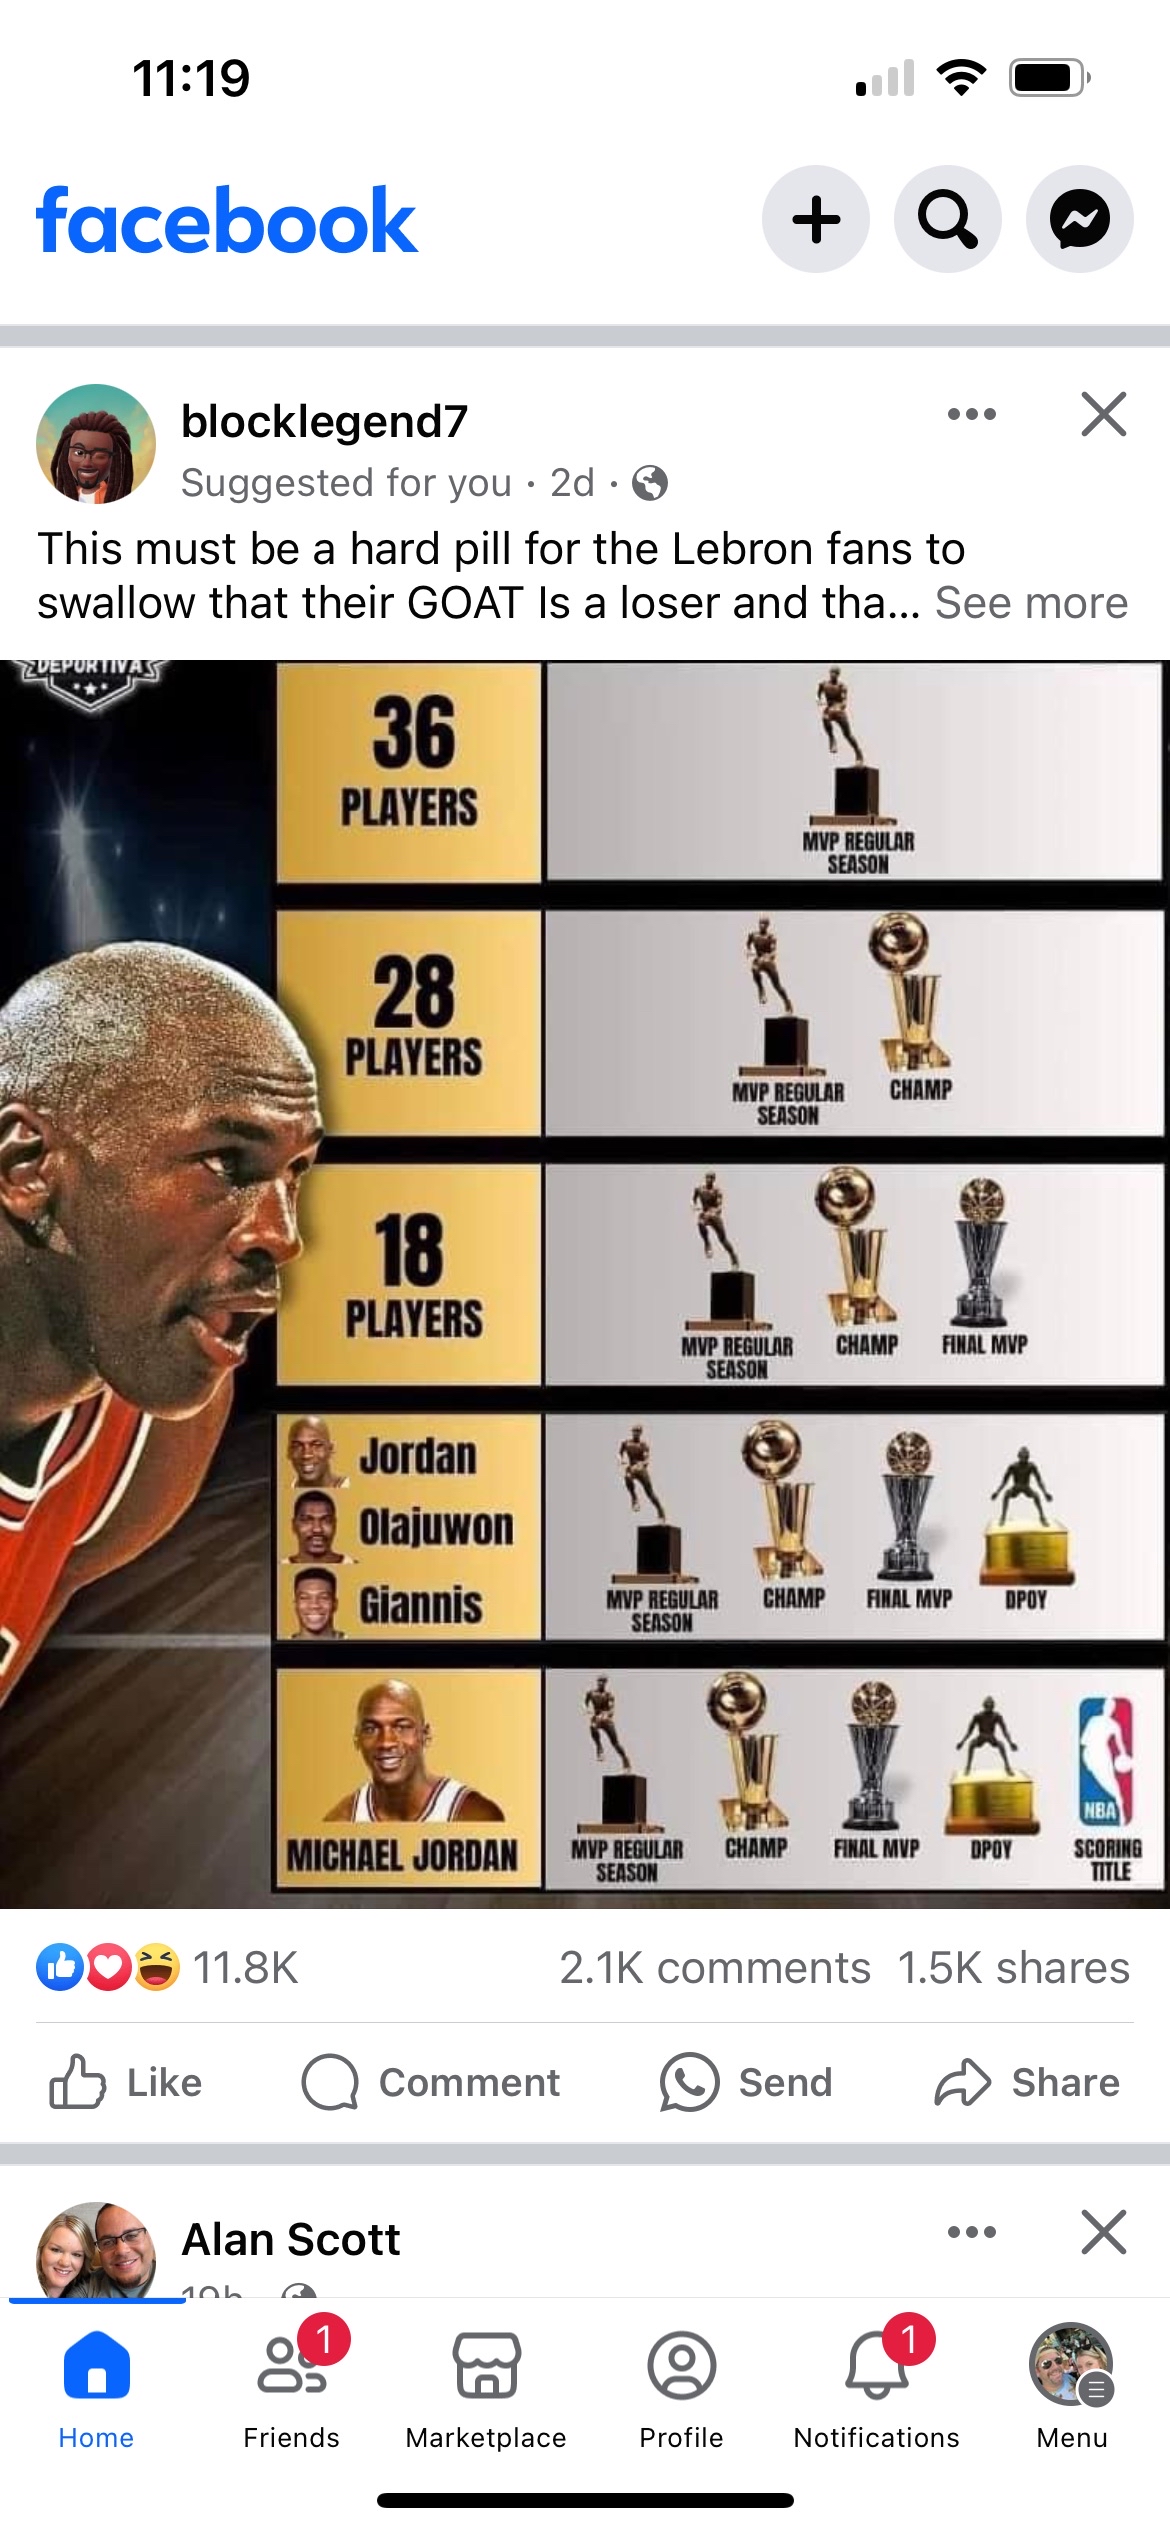 11:19
facebook
blocklegend7
Suggested for you · 2d ·
This must be a hard pill for the Lebron fans to
swallow that their GOAT Is a loser and tha... See more
DEPORTIVA
36
PLAYERS
MVP REGULAR
SEASON
28
PLAYERS
MVP REGULAR
SEASON
CHAMP
18
PLAYERS
MVP REGULAR
SEASON
CHAMP
FINAL MVP
Jordan
Olajuwon
Giannis
MVP REGULAR
SEASON
CHAMP
FINAL MVP
DPOY
MICHAEL JORDAN
MVP REGULAR
SEASON
CHAMP
FINAL MVP
DPOY
NBA
SCORING
TITLE
11.8K
2.1K comments 1.5K shares
Like
Comment
Send
Share
Alan Scott
19h
1
1
Home
Friends
Marketplace
Profile
Notifications
Menu